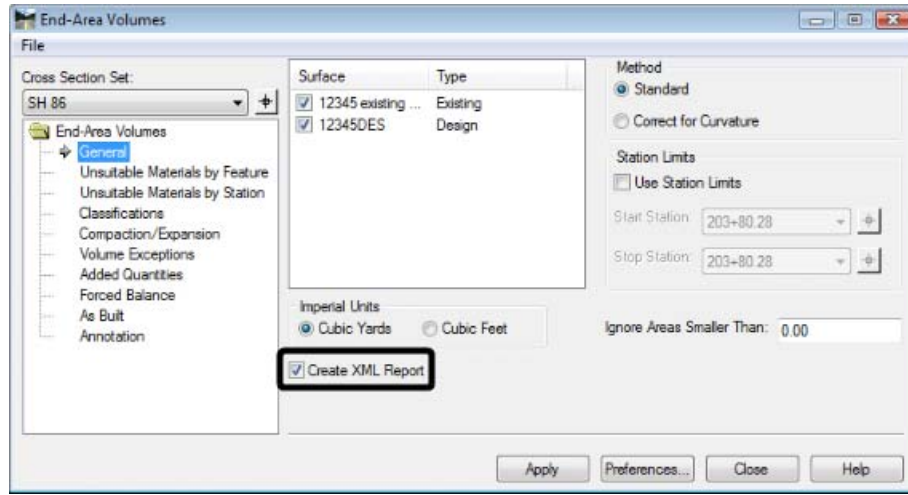 End-Area Volumes
File
Cross Section Set:
SH 86
End-Area Volumes
General
Unsuitable Materials by Feature
Unsuitable Materials by Station
Classifications
Compaction/Expansion
Volume Exceptions
Added Quantities
Forced Balance
As Built
Annotation
Surface Type
12345 existing ... Existing
12345DES Design
Imperial Units
Cubic Yards Cubic Feet
Create XML Report
Method
Standard
Correct for Curvature
Station Limits
Use Station Limits
Start Station: 203+80.28
Stop Station: 203+80.28
Ignore Areas Smaller Than: 0.00
Apply Preferences... Close Help